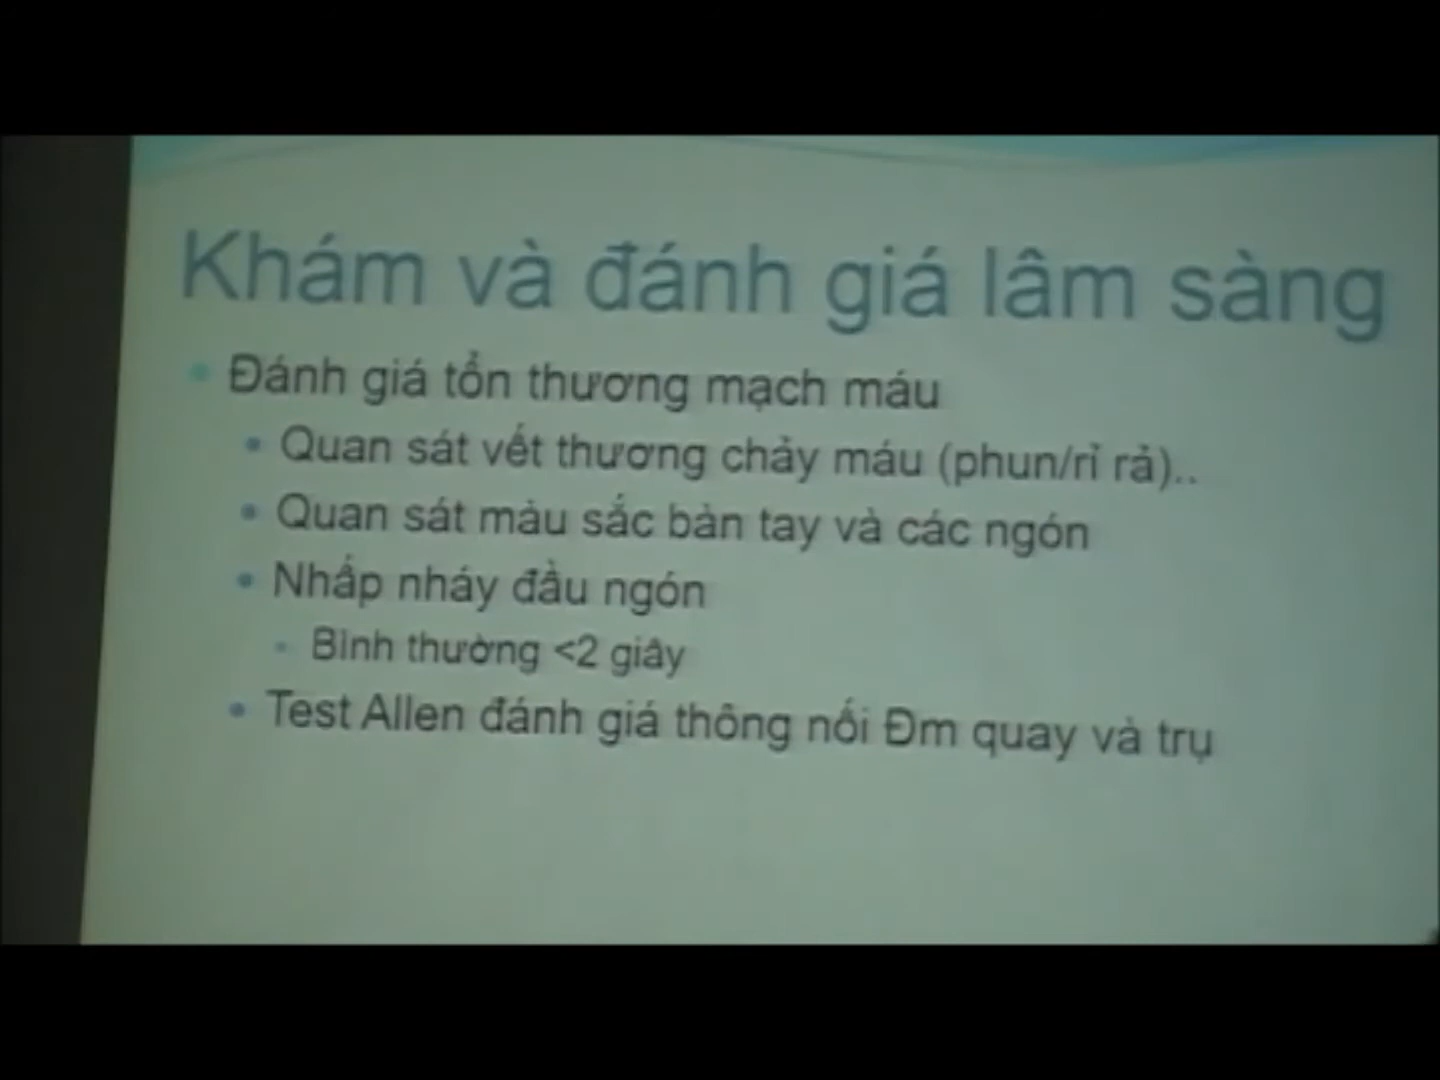 Khám và đánh giá lâm sàng
Đánh giá tổn thương mạch máu
Quan sát vết thương chảy máu (phun/rỉ rả)..
Quan sát màu sắc bàn tay và các ngón
Nhấp nháy đầu ngón
Bình thường <2 giây
Test Allen đánh giá thông nối Đm quay và trụ